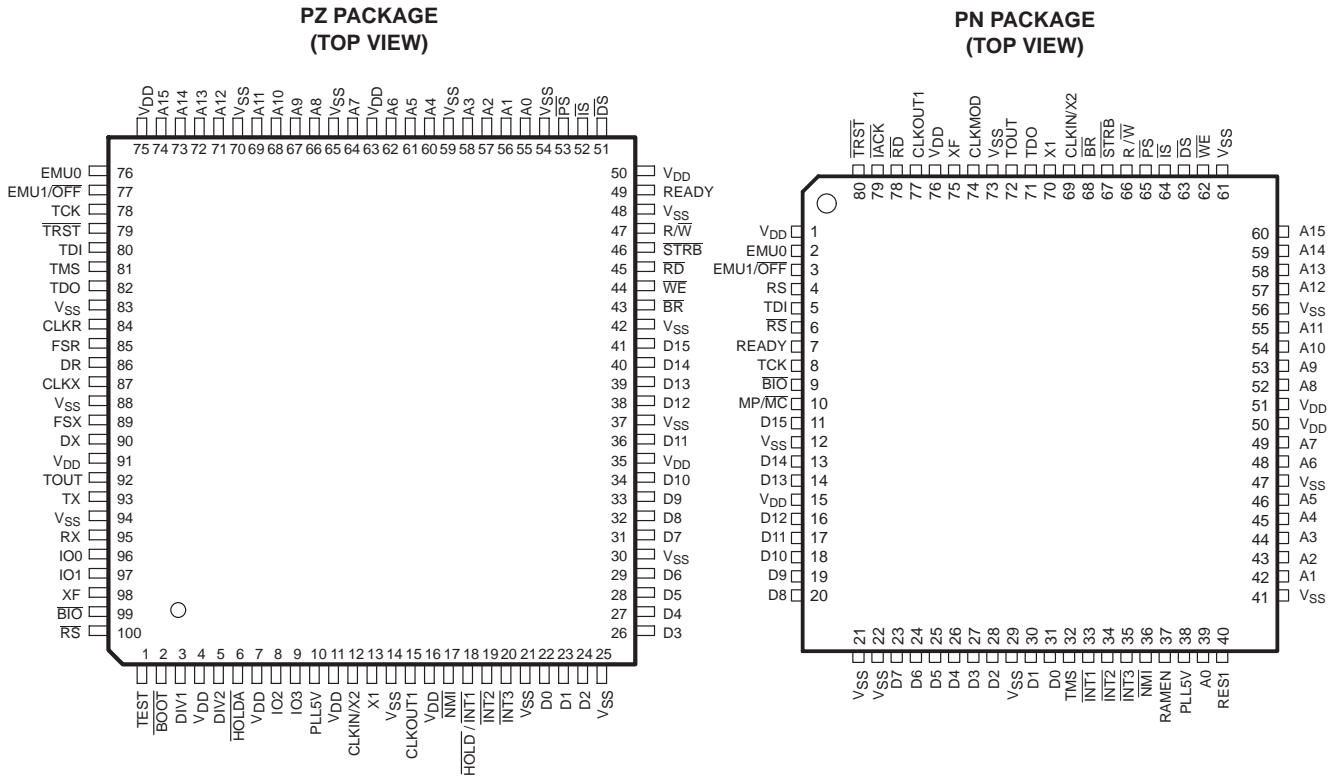 PZ PACKAGE
(TOP VIEW)
VDD A15 A14 A13 A12 VSS A11 A10 A9 A8 VSS A7 VDD A6 A5 A4 VSS A3 A2 A1 A0 VSS PS IS DS
75 74 73 72 71 70 69 68 67 66 65 64 63 62 61 60 59 58 57 56 55 54 53 52 51
EMU0 76 50 VDD
EMU1/OFF 77 49 READY
TCK 78 48 VSS
TRST 79 47 R/W
TDI 80 46 STRB
TMS 81 45 RD
TDO 82 44 WE
VSS 83 43 BR
CLKR 84 42 VSS
FSR 85 41 D15
DR 86 40 D14
CLKX 87 39 D13
VSS 88 38 D12
FSX 89 37 VSS
DX 90 36 D11
VDD 91 35 VDD
TOUT 92 34 D10
TX 93 33 D9
VSS 94 32 D8
RX 95 31 D7
IO0 96 30 VSS
IO1 97 29 D6
XF 98 28 D5
BIO 99 27 D4
RS 100 26 D3
1 2 3 4 5 6 7 8 9 10 11 12 13 14 15 16 17 18 19 20 21 22 23 24 25
TEST BOOT DIV1 VDD DIV2 HOLDA VDD IO2 IO3 PLL5V VDD CLKIN/X2 X1 VSS CLKOUT1 VDD NMI HOLD / INT1 INT2 INT3 VSS D0 D1 D2 VSS
PN PACKAGE
(TOP VIEW)
TRST IACK RD CLKOUT1 VDD XF CLKMOD VSS TOUT TDO X1 CLKIN/X2 BR STRB R/W PS IS DS WE VSS
80 79 78 77 76 75 74 73 72 71 70 69 68 67 66 65 64 63 62 61
VDD 1 60 A15
EMU0 2 59 A14
EMU1/OFF 3 58 A13
RS 4 57 A12
TDI 5 56 VSS
RS 6 55 A11
READY 7 54 A10
TCK 8 53 A9
BIO 9 52 A8
MP/MC 10 51 VDD
D15 11 50 VDD
VSS 12 49 A7
D14 13 48 A6
D13 14 47 VSS
VDD 15 46 A5
D12 16 45 A4
D11 17 44 A3
D10 18 43 A2
D9 19 42 A1
D8 20 41 VSS
21 22 23 24 25 26 27 28 29 30 31 32 33 34 35 36 37 38 39 40
VSS VSS D7 D6 D5 D4 D3 D2 VSS D1 D0 TMS INT1 INT2 INT3 NMI RAMEN PLL5V A0 RES1